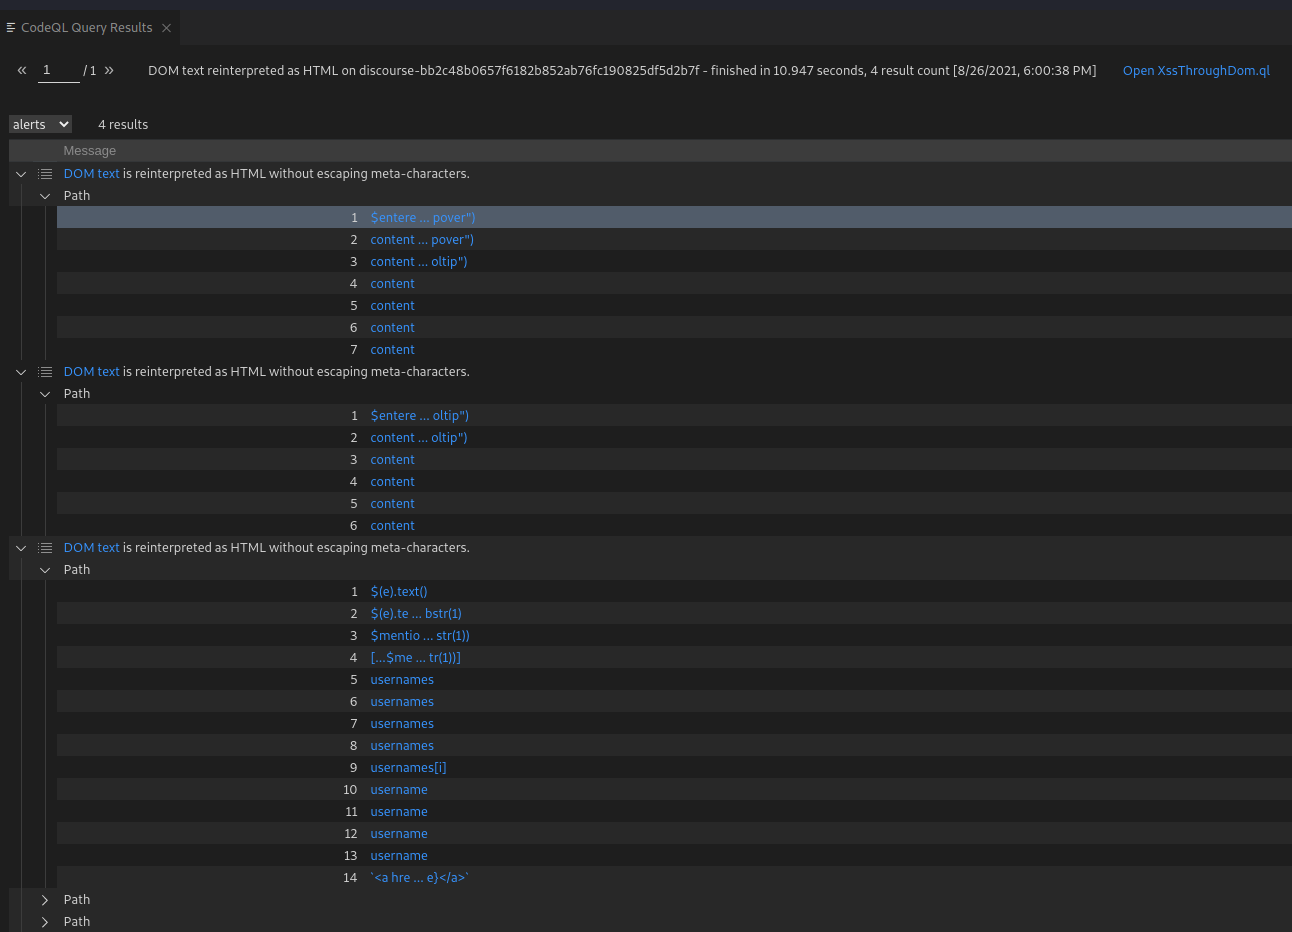 CodeQL Query Results
« 1 / 1 » DOM text reinterpreted as HTML on discourse-bb2c48b0657f6182b852ab76fc190825df5d2b7f - finished in 10.947 seconds, 4 result count [8/26/2021, 6:00:38 PM] Open XssThroughDom.ql
alerts 4 results
Message
DOM text is reinterpreted as HTML without escaping meta-characters.
Path
1 $entere ... pover")
2 content ... pover")
3 content ... oltip")
4 content
5 content
6 content
7 content
DOM text is reinterpreted as HTML without escaping meta-characters.
Path
1 $entere ... oltip")
2 content ... oltip")
3 content
4 content
5 content
6 content
DOM text is reinterpreted as HTML without escaping meta-characters.
Path
1 $(e).text()
2 $(e).te ... bstr(1)
3 $mentio ... str(1))
4 [...$me ... tr(1))]
5 usernames
6 usernames
7 usernames
8 usernames
9 usernames[i]
10 username
11 username
12 username
13 username
14 `<a hre ... e}</a>`
Path
Path